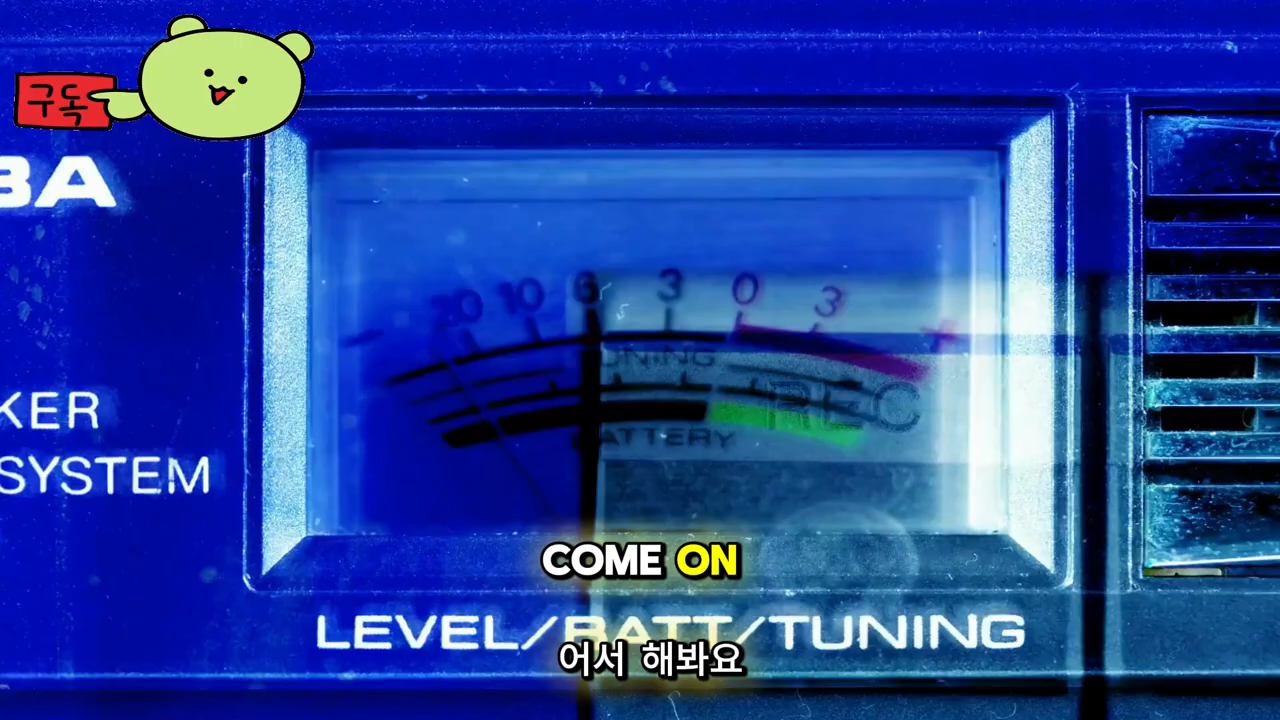 구독
BA
20 10 6 3 0 3
- +
TUNING
REC
BATTERY
KER
SYSTEM
COME ON
LEVEL/BATT/TUNING
어서 해봐요